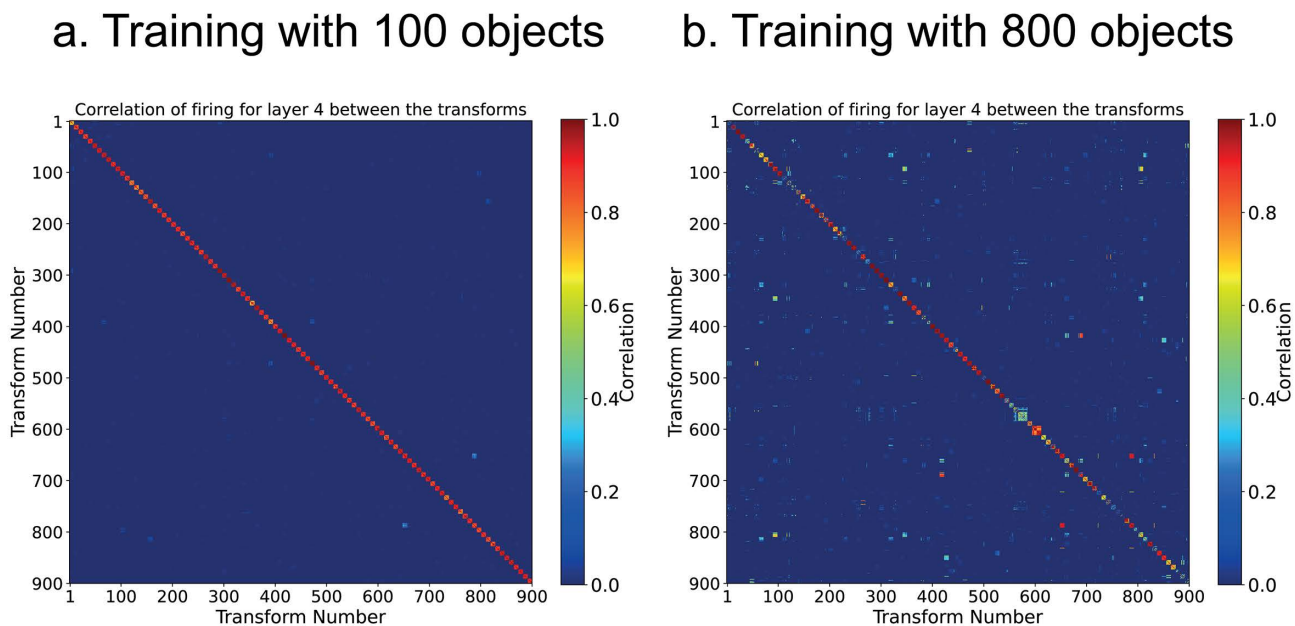 a. Training with 100 objects
b. Training with 800 objects
Correlation of firing for layer 4 between the transforms
1
100
200
300
400
500
600
700
800
900
Transform Number
1 100 200 300 400 500 600 700 800 900
Transform Number
1.0
0.8
0.6
0.4
0.2
0.0
Correlation
Correlation of firing for layer 4 between the transforms
1
100
200
300
400
500
600
700
800
900
Transform Number
1 100 200 300 400 500 600 700 800 900
Transform Number
1.0
0.8
0.6
0.4
0.2
0.0
Correlation